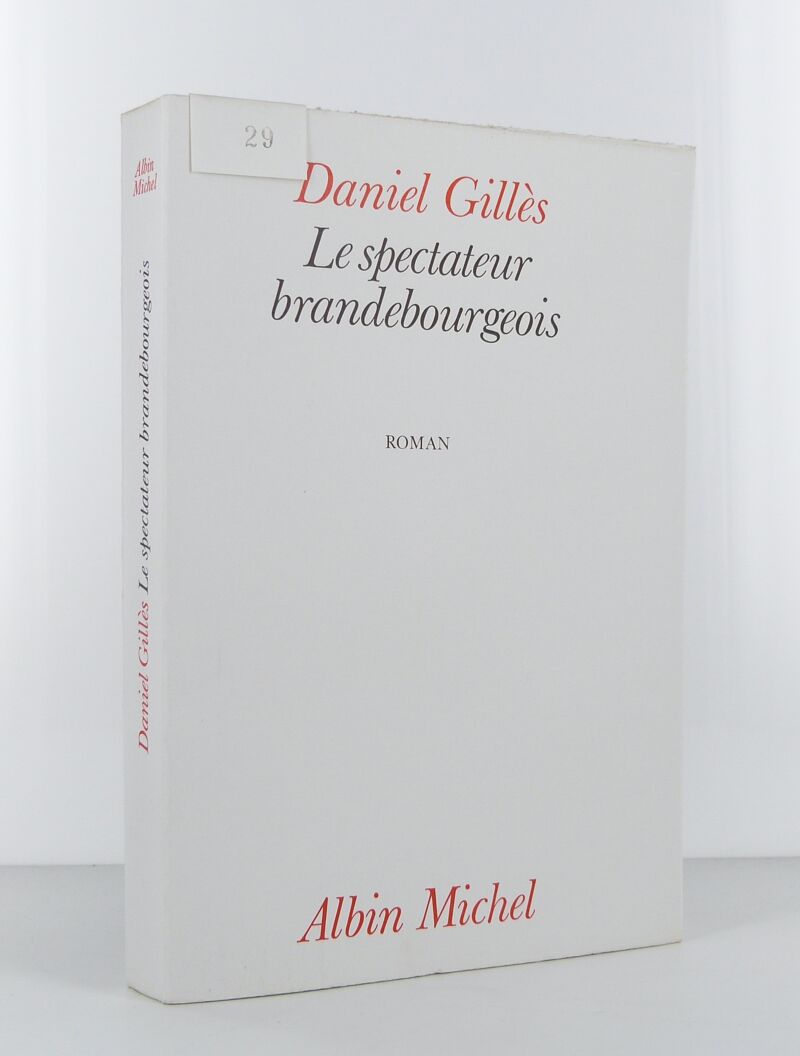 29
Daniel Gillès
Le spectateur
brandebourgeois
ROMAN
Albin Michel
Albin
Michel
Daniel Gillès Le spectateur brandebourgeois